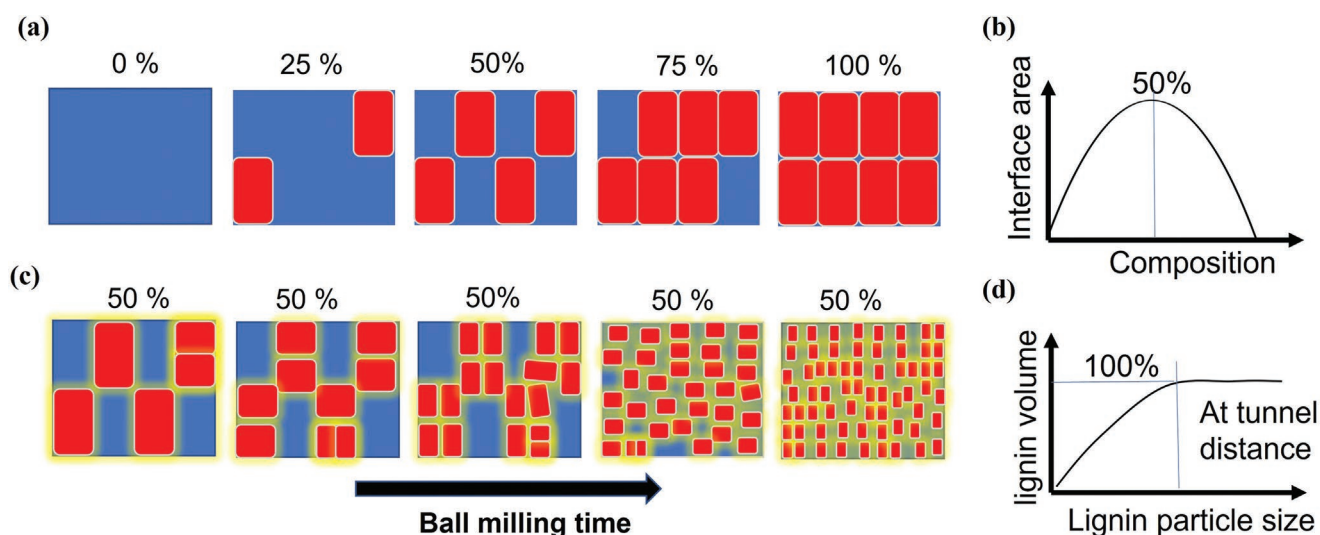 (a)
0 %
25 %
50%
75 %
100 %
(b)
50%
Interface area
Composition
(c)
50 %
50 %
50%
50 %
50 %
Ball milling time
(d)
100%
At tunnel
distance
lignin volume
Lignin particle size